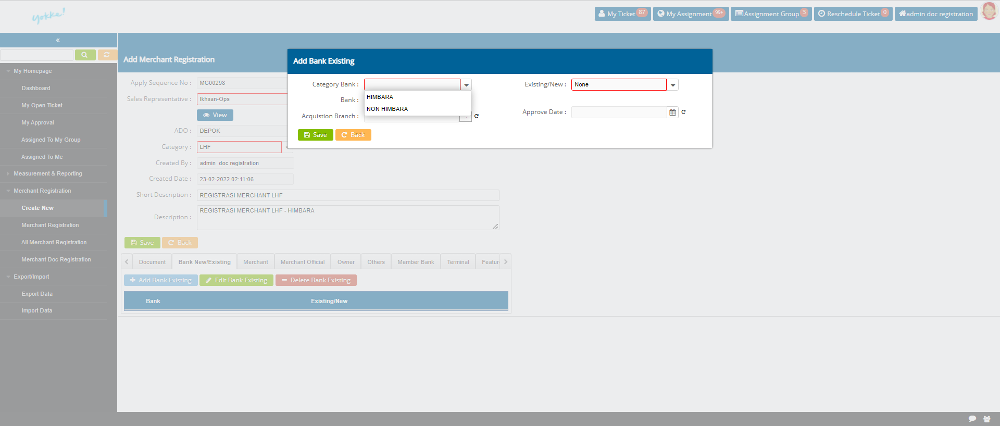 yokke!
My Ticket 87
My Assignment 99+
Assignment Group 3
Reschedule Ticket 0
admin doc registration
«
My Homepage
Dashboard
My Open Ticket
My Approval
Assigned To My Group
Assigned To Me
Measurement & Reporting
Merchant Registration
Create New
Merchant Registration
All Merchant Registration
Merchant Doc Registration
Export/Import
Export Data
Import Data
Add Merchant Registration
Apply Sequence No : MC00298
Sales Representative : Ikhsan-Ops
View
ADO : DEPOK
Category : LHF
Created By : admin doc registration
Created Date : 23-02-2022 02:11:06
Short Description : REGISTRASI MERCHANT LHF
Description : REGISTRASI MERCHANT LHF - HIMBARA
Save Back
Document Bank New/Existing Merchant Merchant Official Owner Others Member Bank Terminal
Add Bank Existing Edit Bank Existing Delete Bank Existing
Bank Existing/New
Add Bank Existing
Category Bank :
HIMBARA
NON HIMBARA
Bank :
Acquistion Branch :
Existing/New : None
Approve Date :
Save Back